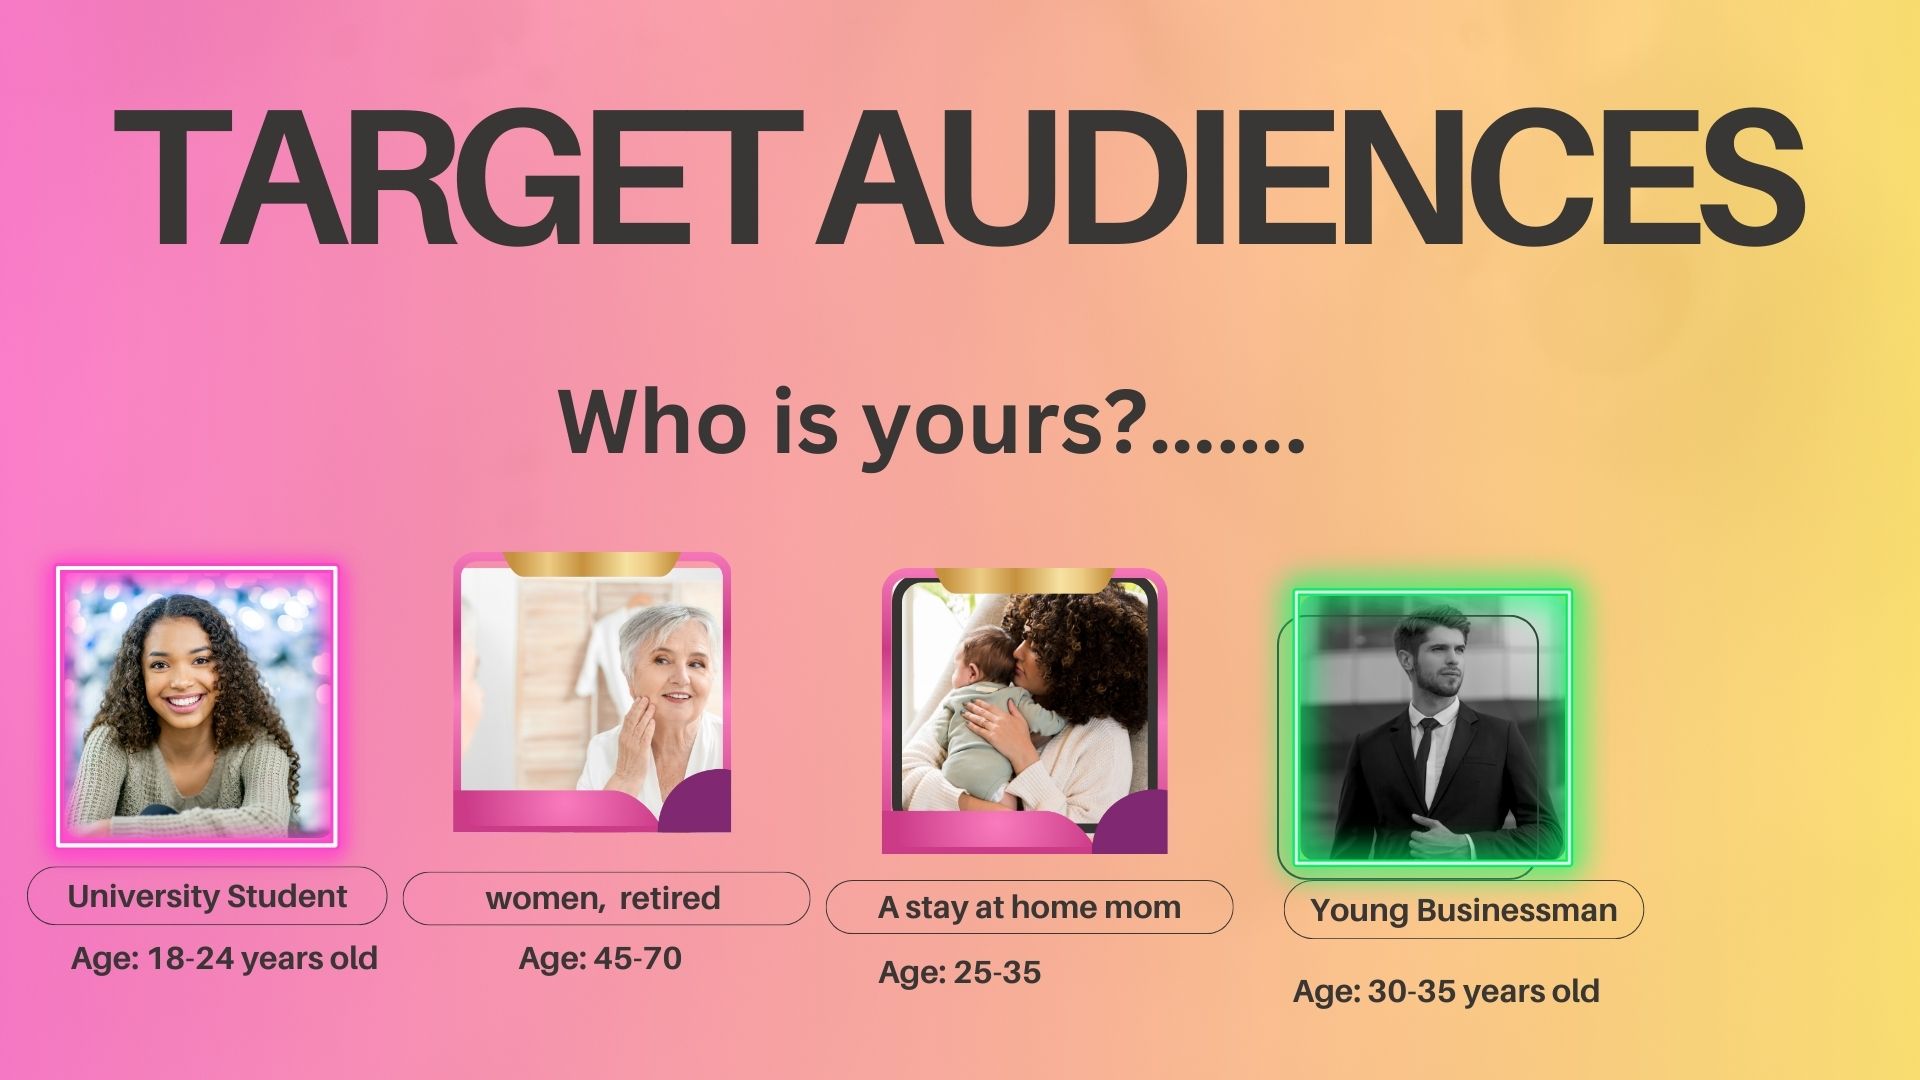 TARGET AUDIENCES
Who is yours?.......
University Student
women, retired
A stay at home mom
Young Businessman
Age: 18-24 years old
Age: 45-70
Age: 25-35
Age: 30-35 years old